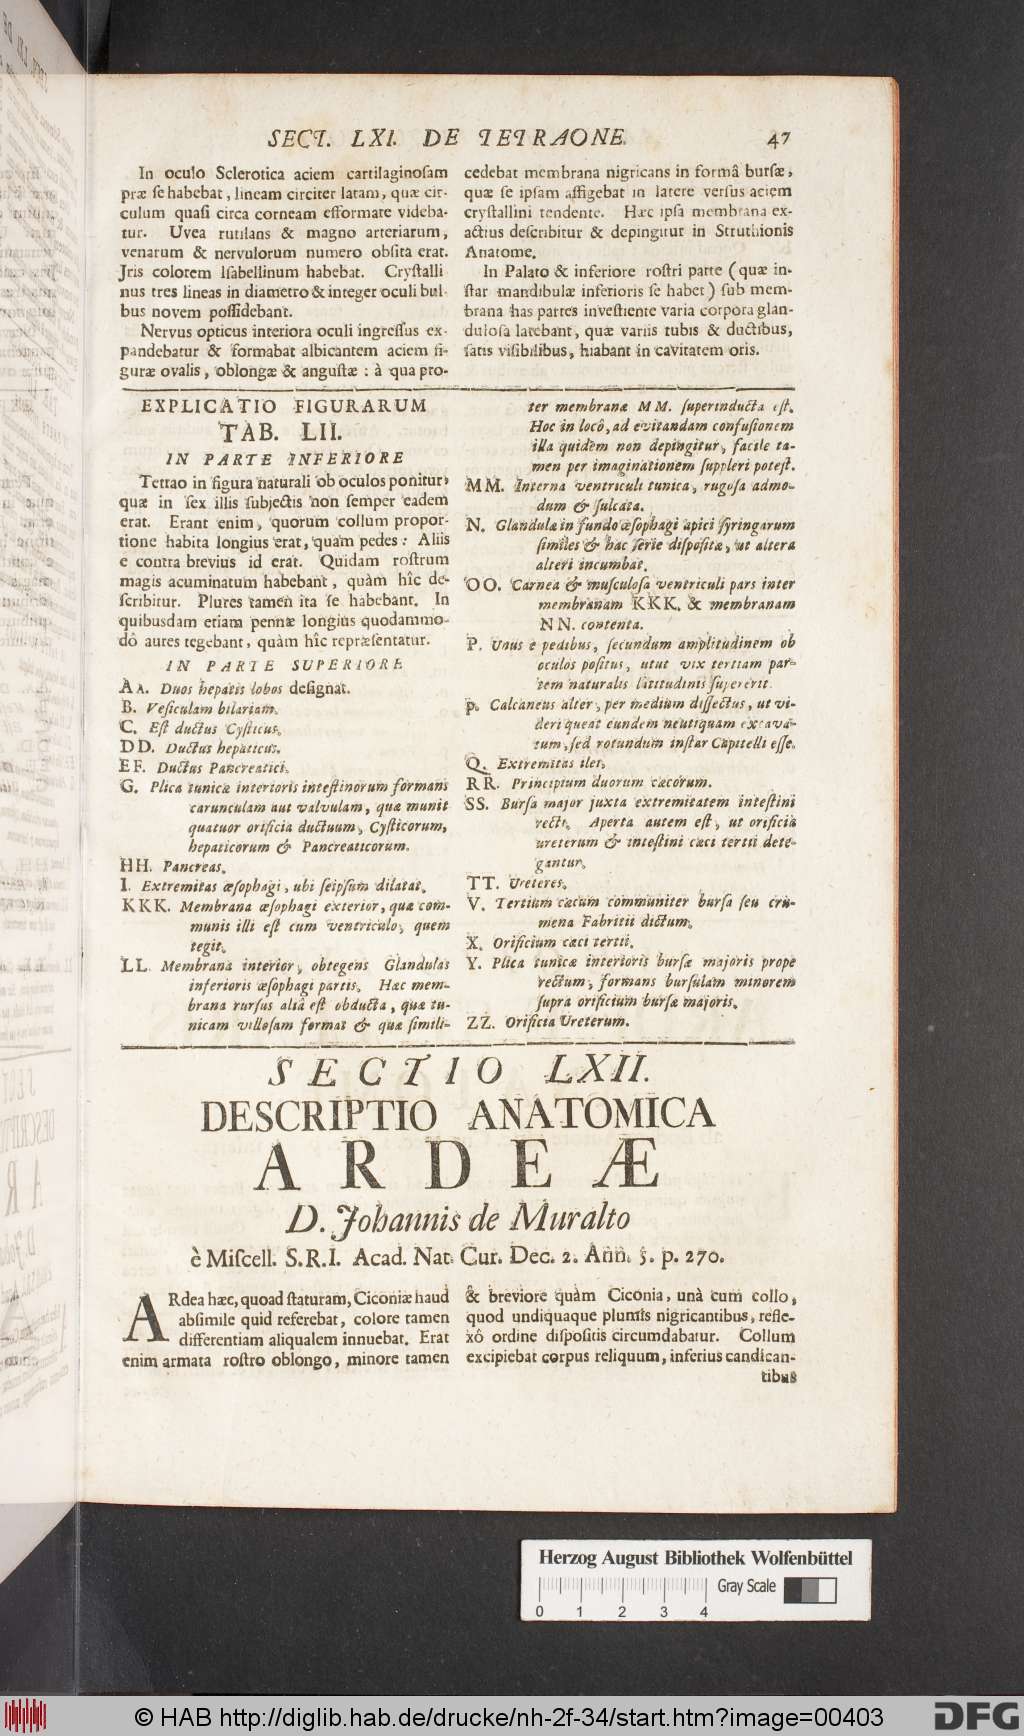 SECT. LXI. DE TETRAONE. 47
In oculo Sclerotica aciem cartilaginosam
præ se habebat, lineam circiter latam, quæ cir-
culum quasi circa corneam efformare videba-
tur. Uvea rutilans & magno arteriarum,
venarum & nervulorum numero obsita erat.
Jris colorem Isabellinum habebat. Crystalli
nus tres lineas in diametro & integer oculi bul-
bus novem possidebant.
Nervus opticus interiora oculi ingressus ex-
pandebatur & formabat albicantem aciem fi-
guræ ovalis, oblongæ & angustæ : à qua pro-
cedebat membrana nigricans in formâ bursæ,
quæ se ipsam affigebat in latere versus aciem
crystallini tendente. Hæc ipsa membrana ex-
actius describitur & depingitur in Struthionis
Anatome.
In Palato & inferiore rostri parte (quæ in-
star mandibulæ inferioris se habet) sub mem-
brana has partes investiente varia corpora glan-
dulosa latebant, quæ variis tubis & ductibus,
satis visibilibus, hiabant in cavitatem oris.
EXPLICATIO FIGURARUM
TAB. LII.
IN PARTE INFERIORE
Tetrao in figura naturali ob oculos ponitur,
quæ in sex illis subjectis non semper eadem
erat. Erant enim, quorum collum propor-
tione habita longius erat, quam pedes: Aliis
e contra brevius id erat. Quidam rostrum
magis acuminatum habebant, quàm hîc de-
scribitur. Plures tamen ita se habebant. In
quibusdam etiam pennæ longius quodammo-
dô aures tegebant, quàm hîc repræsentatur.
IN PARTE SUPERIORE
AA. Duos hepatis lobos designat.
B. Vesiculam bilariam.
C. Est ductus Cysticus.
DD. Ductus hepaticus.
EF. Ductus Pancreatici.
G. Plica tunicæ interioris intestinorum formans
carunculam aut valvulam, quæ munit
quatuor orificia ductuum, Cysticorum,
hepaticorum & Pancreaticorum.
HH. Pancreas.
I. Extremitas œsophagi, ubi seipsum dilatat.
KKK. Membrana œsophagi exterior, quæ com-
munis illi est cum ventriculo, quem
tegit.
LL. Membrana interior, obtegens Glandulas
inferioris œsophagi partis. Hæc mem-
brana rursus aliâ est obducta, quæ tu-
nicam villosam format & quæ simili-
ter membranæ MM. superinducta est.
Hoc in locô, ad evitandam confusionem
illa quidem non depingitur, facile ta-
men per imaginationem suppleri potest.
MM. Interna ventriculi tunica, rugosa admo-
dum & sulcata.
N. Glandulæ in fundo œsophagi apici syringarum
similes & hac serie dispositæ, ut altera
alteri incumbat.
OO. Carnea & musculosa ventriculi pars inter
membranam KKK. & membranam
NN. contenta.
P. Unus è pedibus, secundum amplitudinem ob
oculos positus, utut vix tertiam par-
tem naturalis latitudinis supererit.
p. Calcaneus alter, per medium dissectus, ut vi-
deri queat eundem neutiquam excava-
tum, sed rotundum instar Capitelli esse.
Q. Extremitas ilei.
RR. Principium duorum cæcorum.
SS. Bursa major juxta extremitatem intestini
recti. Aperta autem est, ut orificia
ureterum & intestini cæci tertii dete-
gantur.
TT. Ureteres.
V. Tertium cæcum communiter bursa seu cru-
mena Fabritii dictum.
X. Orificium cæci tertii.
Y. Plica tunicæ interioris bursæ majoris prope
rectum, formans bursulam minorem
supra orificium bursæ majoris.
ZZ. Orificia Ureterum.
SECTIO LXII.
DESCRIPTIO ANATOMICA
ARDEÆ
D. Johannis de Muralto
è Miscell. S.R.I. Acad. Nat. Cur. Dec. 2. Ann. 5. p. 270.
ARdea hæc, quoad staturam, Ciconiæ haud
absimile quid referebat, colore tamen
differentiam aliqualem innuebat. Erat
enim armata rostro oblongo, minore tamen
& breviore quàm Ciconia, unà cum collo,
quod undiquaque plumis nigricantibus, refle-
xô ordine dispositis circumdabatur. Collum
excipiebat corpus reliquum, inferius candican-
tibus
Herzog August Bibliothek Wolfenbüttel
Gray Scale
0 1 2 3 4
© HAB http://diglib.hab.de/drucke/nh-2f-34/start.htm?image=00403
DFG